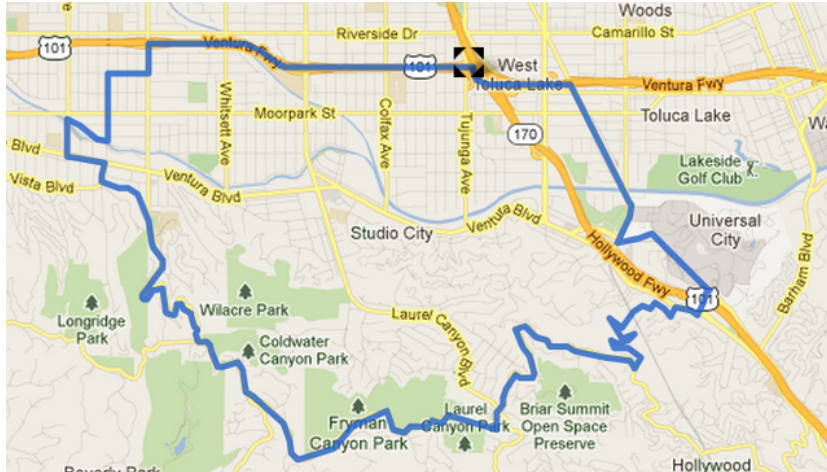 Woods
Riverside Dr
Camarillo St
101
Ventura Fwy
101
West
Toluca Lake
Ventura Fwy
Whitsett Ave
Moorpark St
Colfax Ave
Tujunga Ave
170
Toluca Lake
Blvd
Vista Blvd
Ventura Blvd
Lakeside
Golf Club
Studio City
Ventura Blvd
Universal
City
Hollywood Fwy
Barham Blvd
101
Longridge
Park
Wilacre Park
Laurel Canyon Blvd
Coldwater
Canyon Park
Fryman
Canyon Park
Laurel
Canyon Park
Briar Summit
Open Space
Preserve
Beverly Park
Hollywood